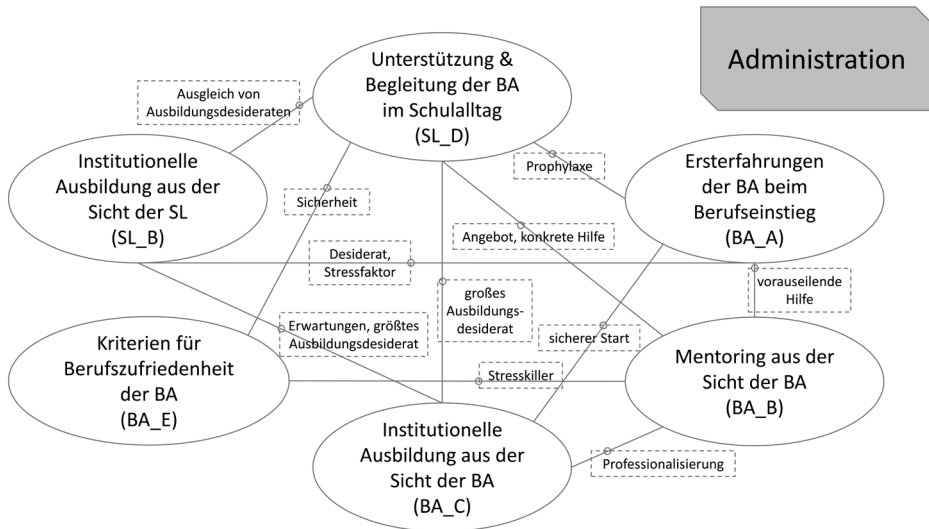 Administration
Unterstützung &
Begleitung der BA
im Schulalltag
(SL_D)
Ausgleich von
Ausbildungsdesideraten
Institutionelle
Ausbildung aus der
Sicht der SL
(SL_B)
Prophylaxe
Ersterfahrungen
der BA beim
Berufseinstieg
(BA_A)
Sicherheit
Angebot, konkrete Hilfe
Desiderat,
Stressfaktor
vorauseilende
Hilfe
großes
Ausbildungs-
desiderat
Erwartungen, größtes
Ausbildungsdesiderat
sicherer Start
Kriterien für
Berufszufriedenheit
der BA
(BA_E)
Stresskiller
Mentoring aus der
Sicht der BA
(BA_B)
Institutionelle
Ausbildung aus der
Sicht der BA
(BA_C)
Professionalisierung